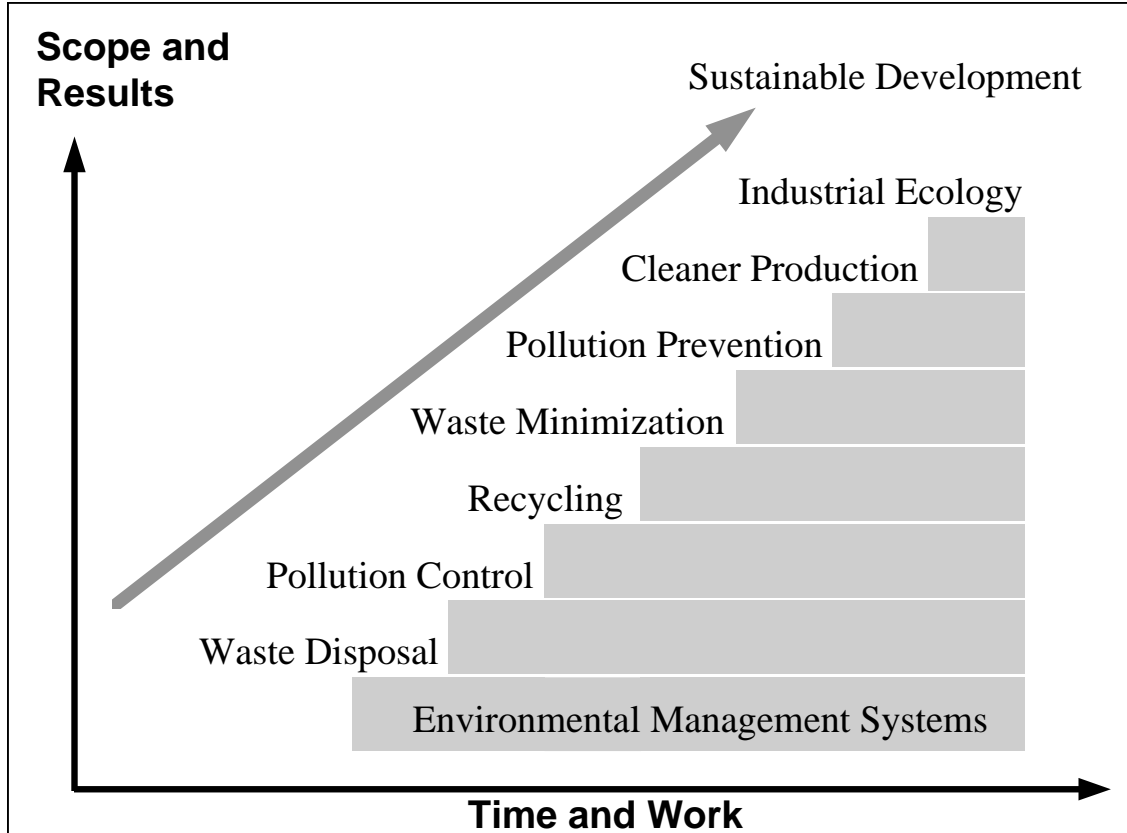 Scope and
Results
Sustainable Development
Industrial Ecology
Cleaner Production
Pollution Prevention
Waste Minimization
Recycling
Pollution Control
Waste Disposal
Environmental Management Systems
Time and Work